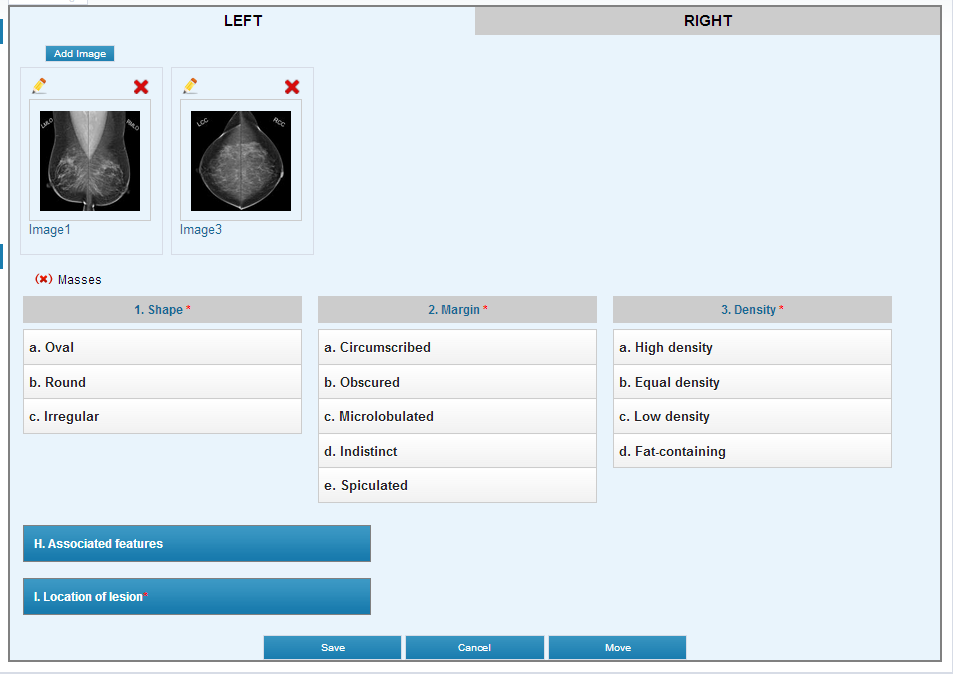 LEFT RIGHT
Add Image
LMLO RMLO LCC RCC
Image1 Image3
Masses
1. Shape * 2. Margin * 3. Density *
a. Oval a. Circumscribed a. High density
b. Round b. Obscured b. Equal density
c. Irregular c. Microlobulated c. Low density
d. Indistinct d. Fat-containing
e. Spiculated
H. Associated features
I. Location of lesion *
Save Cancel Move